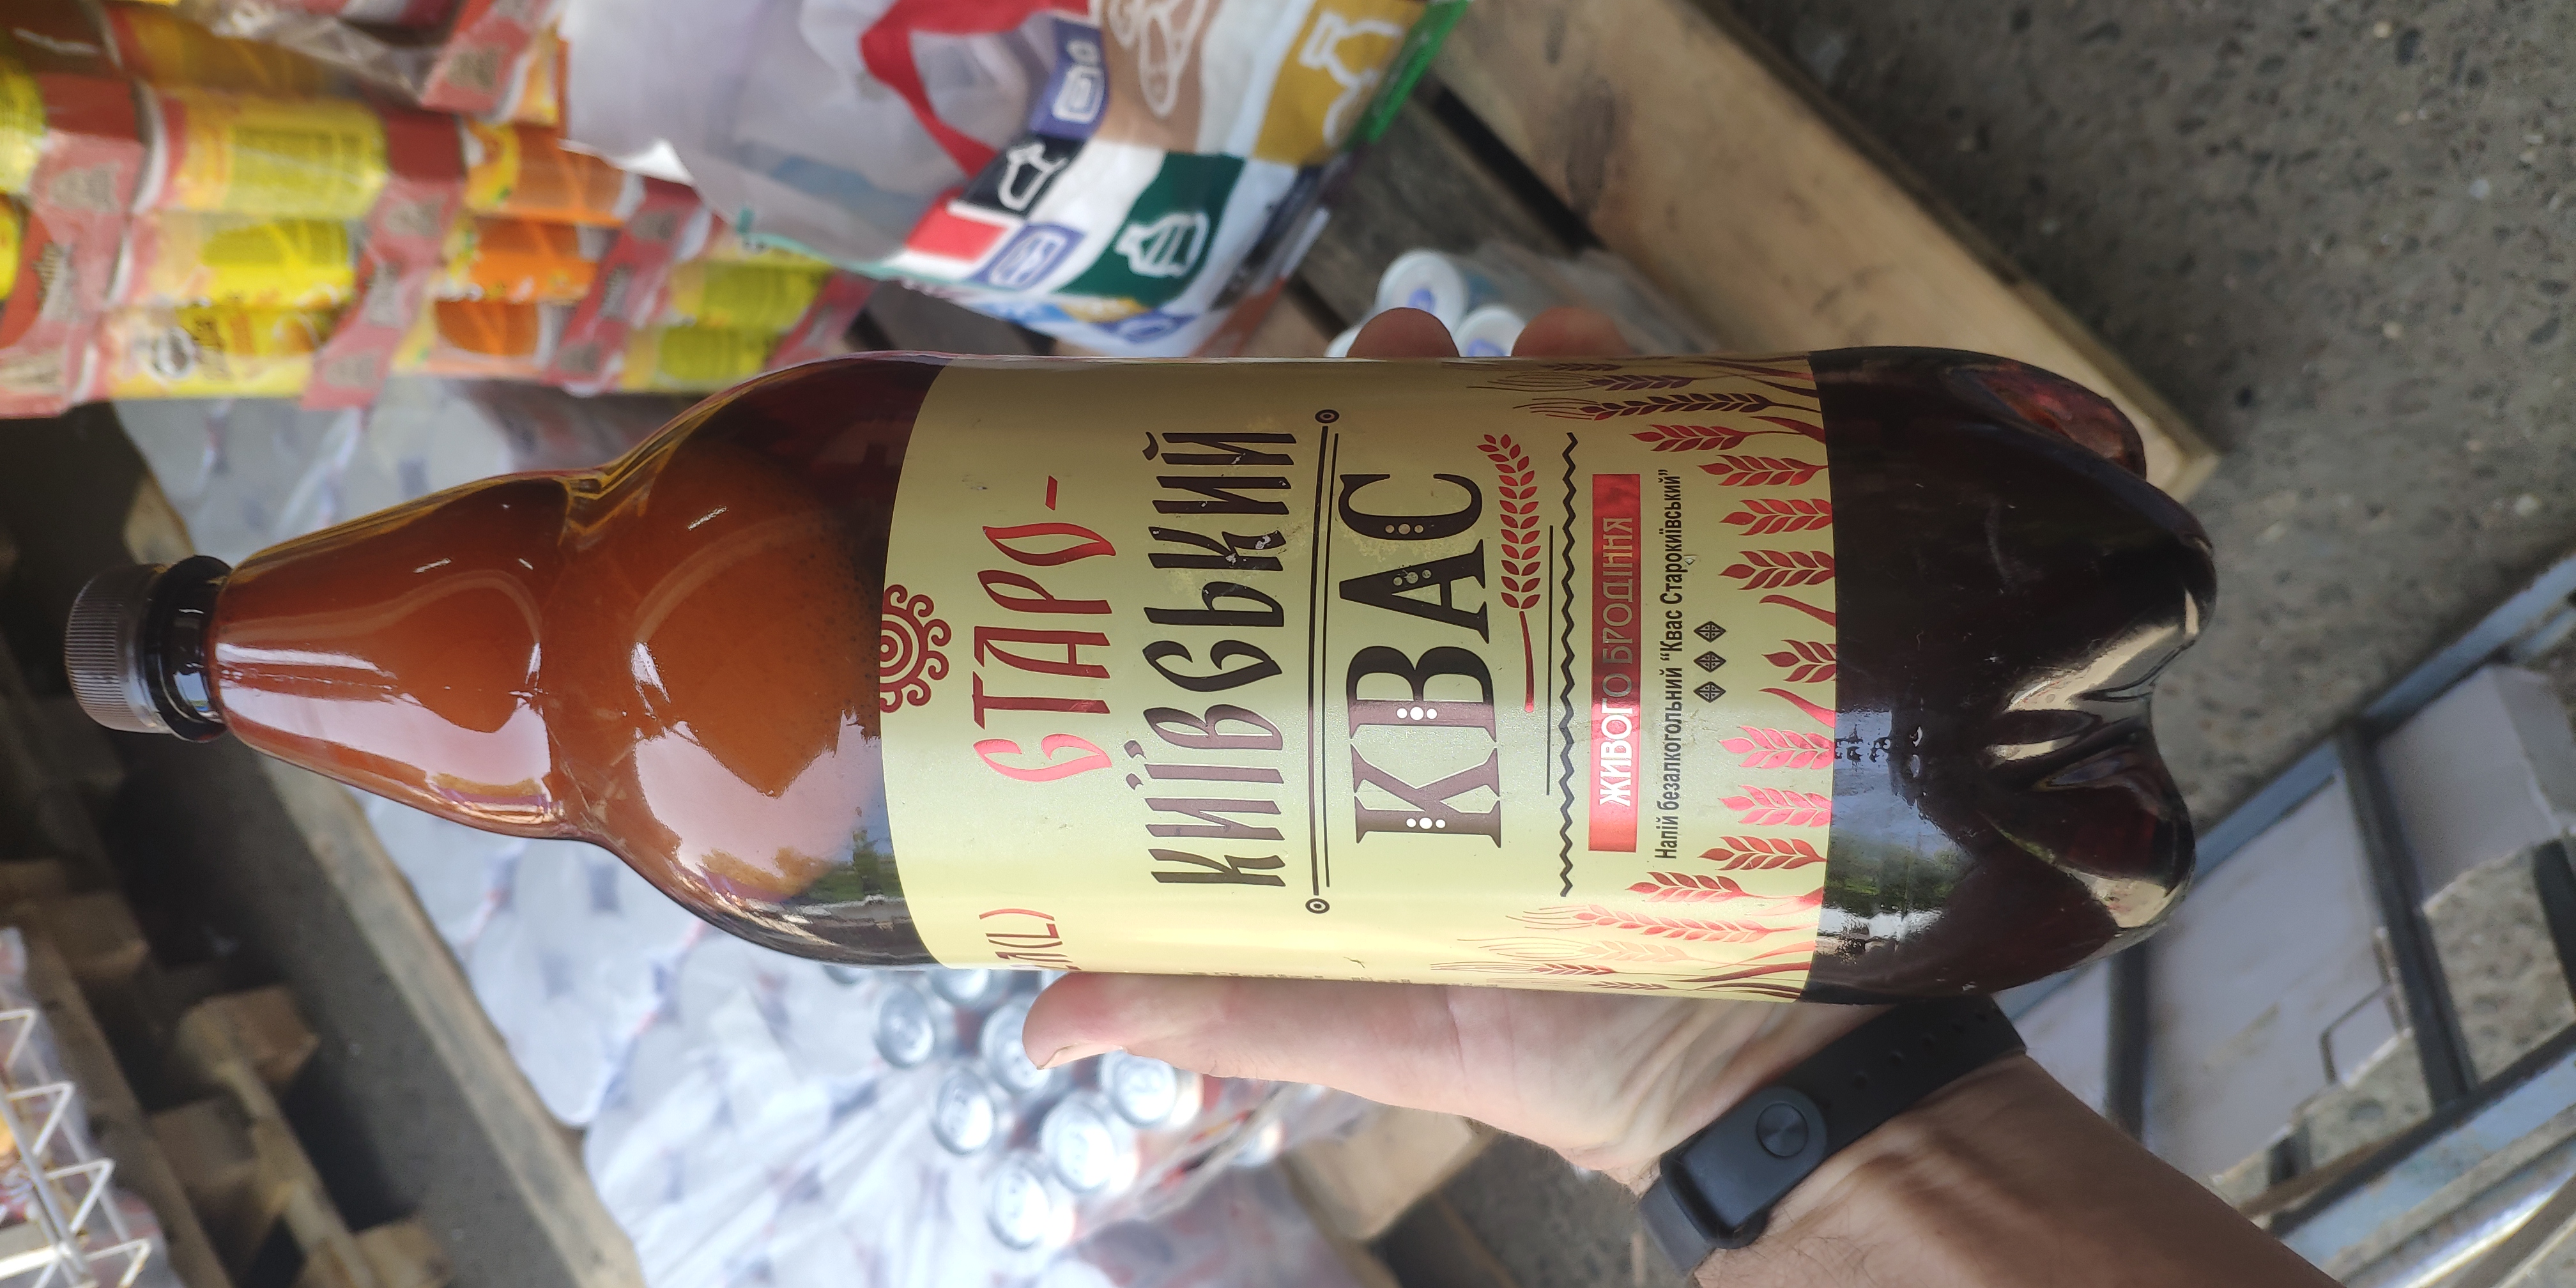 СТАРО-
КИЇВСЬКИЙ
КВАС
ЖИВОГО БРОДІННЯ
Напій безалкогольний “Квас Старокиївський”